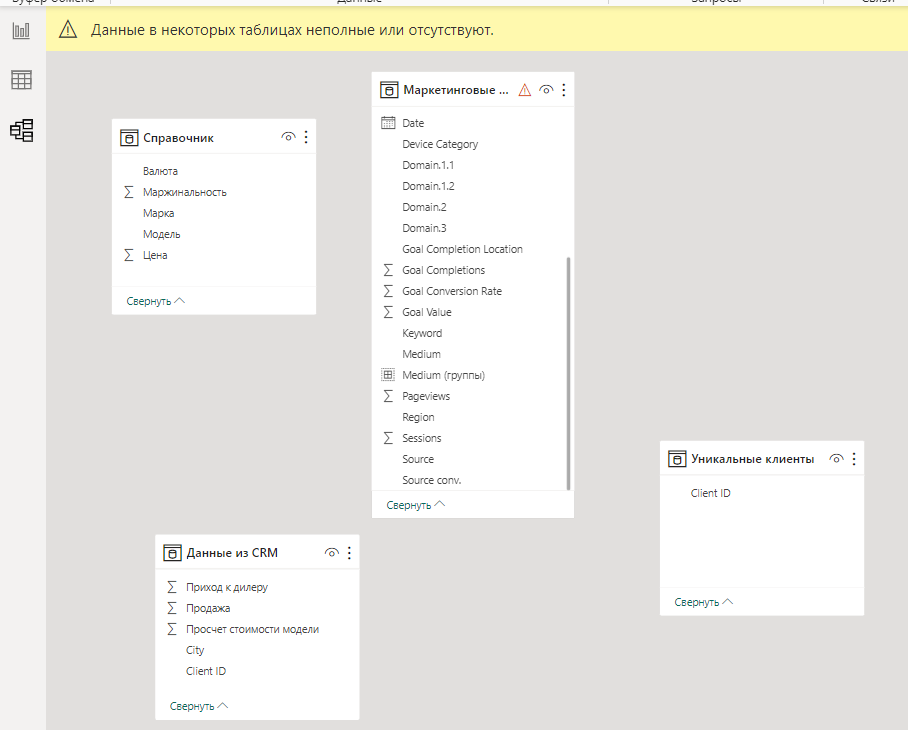 Буфер обмена
Данные
Запросы
Связи
Данные в некоторых таблицах неполные или отсутствуют.
Справочник
Валюта
Маржинальность
Марка
Модель
Цена
Свернуть
Маркетинговые ...
Date
Device Category
Domain.1.1
Domain.1.2
Domain.2
Domain.3
Goal Completion Location
Goal Completions
Goal Conversion Rate
Goal Value
Keyword
Medium
Medium (группы)
Pageviews
Region
Sessions
Source
Source conv.
Свернуть
Уникальные клиенты
Client ID
Свернуть
Данные из CRM
Приход к дилеру
Продажа
Просчет стоимости модели
City
Client ID
Свернуть